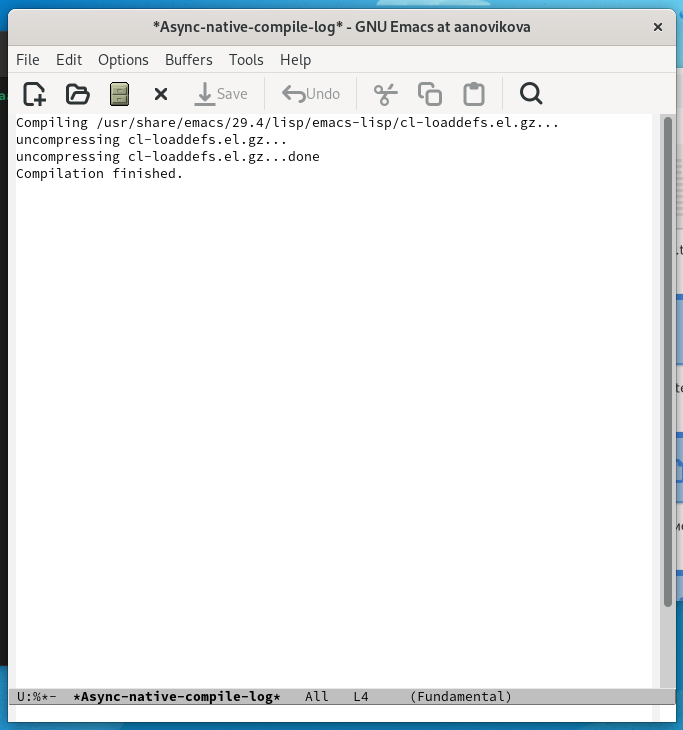 *Async-native-compile-log* - GNU Emacs at aanovikova
File Edit Options Buffers Tools Help
Save Undo
Compiling /usr/share/emacs/29.4/lisp/emacs-lisp/cl-loaddefs.el.gz...
uncompressing cl-loaddefs.el.gz...
uncompressing cl-loaddefs.el.gz...done
Compilation finished.
U:%*- *Async-native-compile-log* All L4 (Fundamental)